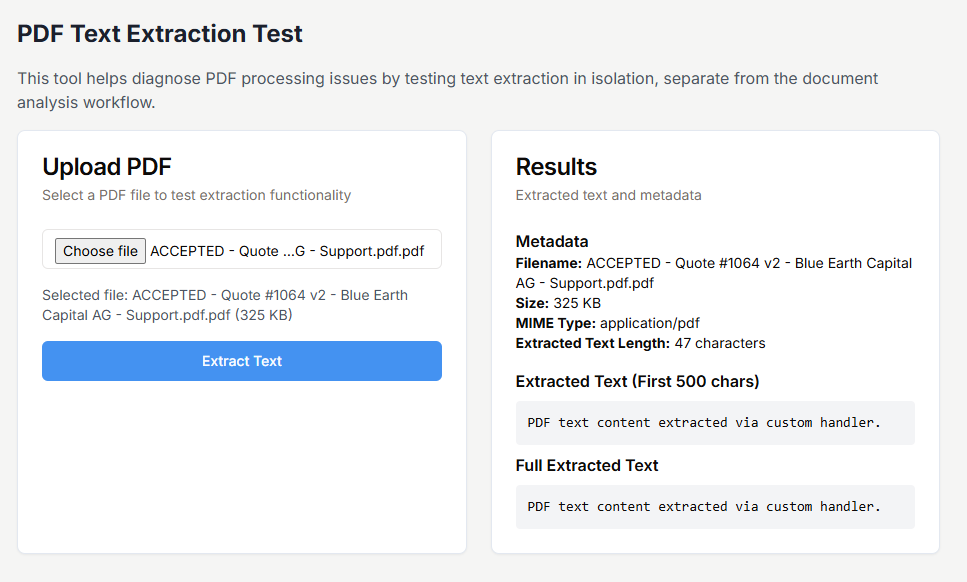 PDF Text Extraction Test
This tool helps diagnose PDF processing issues by testing text extraction in isolation, separate from the document
analysis workflow.
Upload PDF
Select a PDF file to test extraction functionality
Choose file ACCEPTED - Quote ...G - Support.pdf.pdf
Selected file: ACCEPTED - Quote #1064 v2 - Blue Earth
Capital AG - Support.pdf.pdf (325 KB)
Extract Text
Results
Extracted text and metadata
Metadata
Filename: ACCEPTED - Quote #1064 v2 - Blue Earth Capital
AG - Support.pdf.pdf
Size: 325 KB
MIME Type: application/pdf
Extracted Text Length: 47 characters
Extracted Text (First 500 chars)
PDF text content extracted via custom handler.
Full Extracted Text
PDF text content extracted via custom handler.